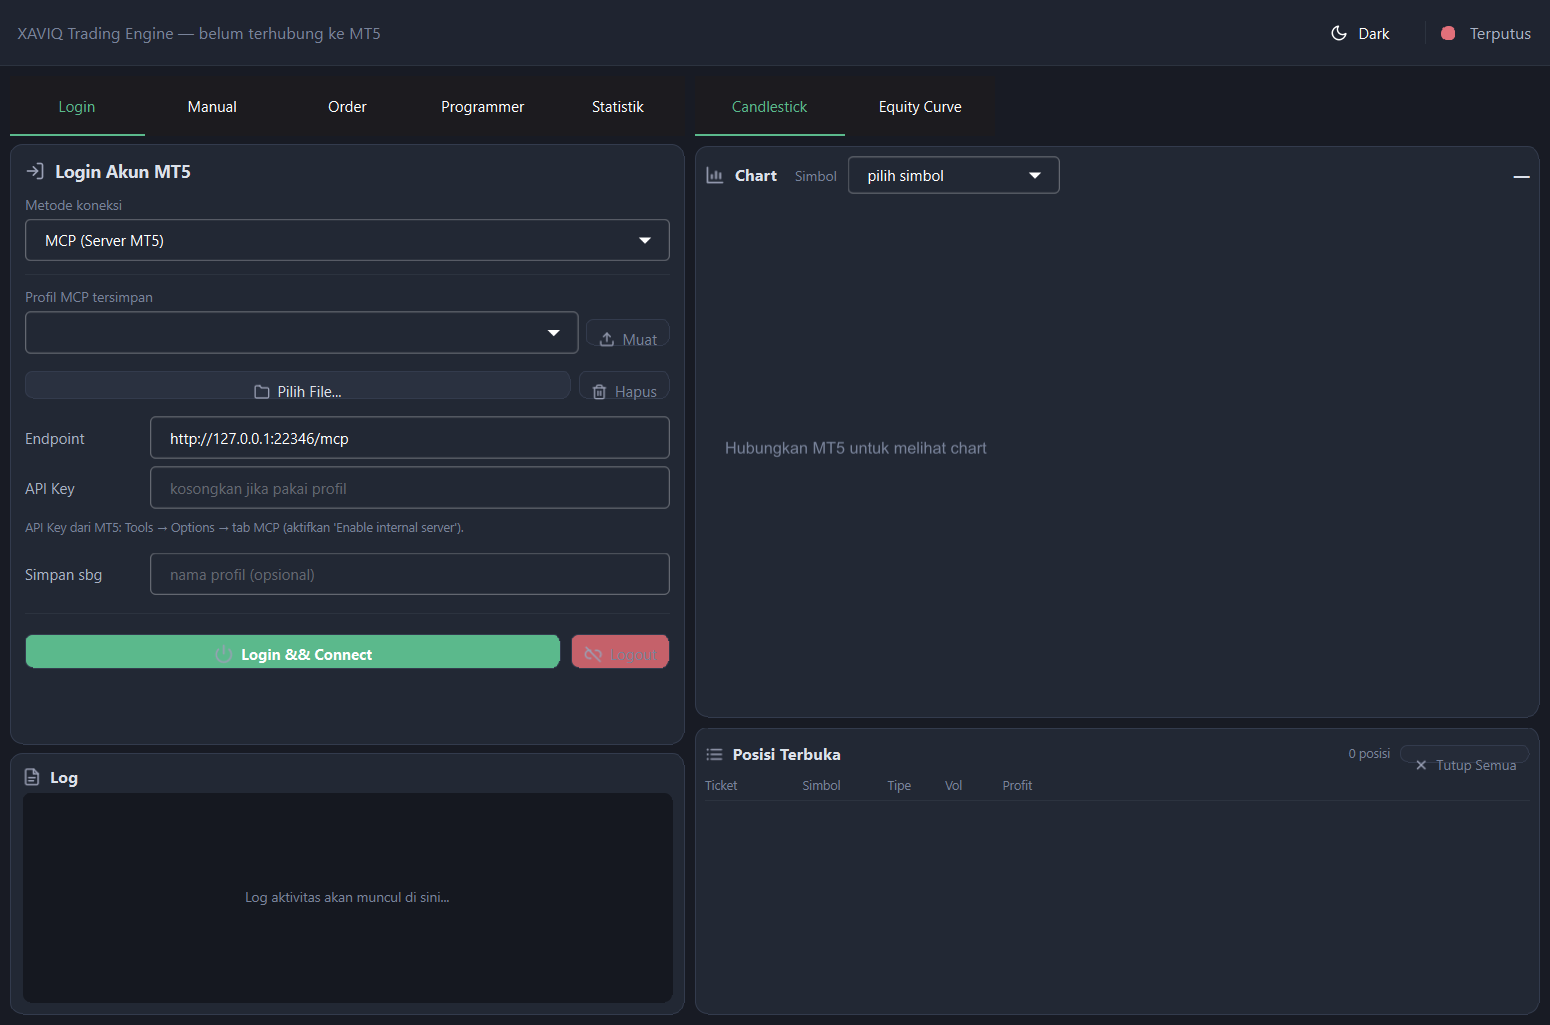 XAVIQ Trading Engine — belum terhubung ke MT5
Dark
Terputus
Login
Manual
Order
Programmer
Statistik
Candlestick
Equity Curve
Login Akun MT5
Metode koneksi
MCP (Server MT5)
Profil MCP tersimpan
Muat
Pilih File...
Hapus
Endpoint
http://127.0.0.1:22346/mcp
API Key
kosongkan jika pakai profil
API Key dari MT5: Tools → Options → tab MCP (aktifkan 'Enable internal server').
Simpan sbg
nama profil (opsional)
Login && Connect
Logout
Log
Log aktivitas akan muncul di sini...
Chart
Simbol
pilih simbol
Hubungkan MT5 untuk melihat chart
Posisi Terbuka
0 posisi
Tutup Semua
Ticket
Simbol
Tipe
Vol
Profit